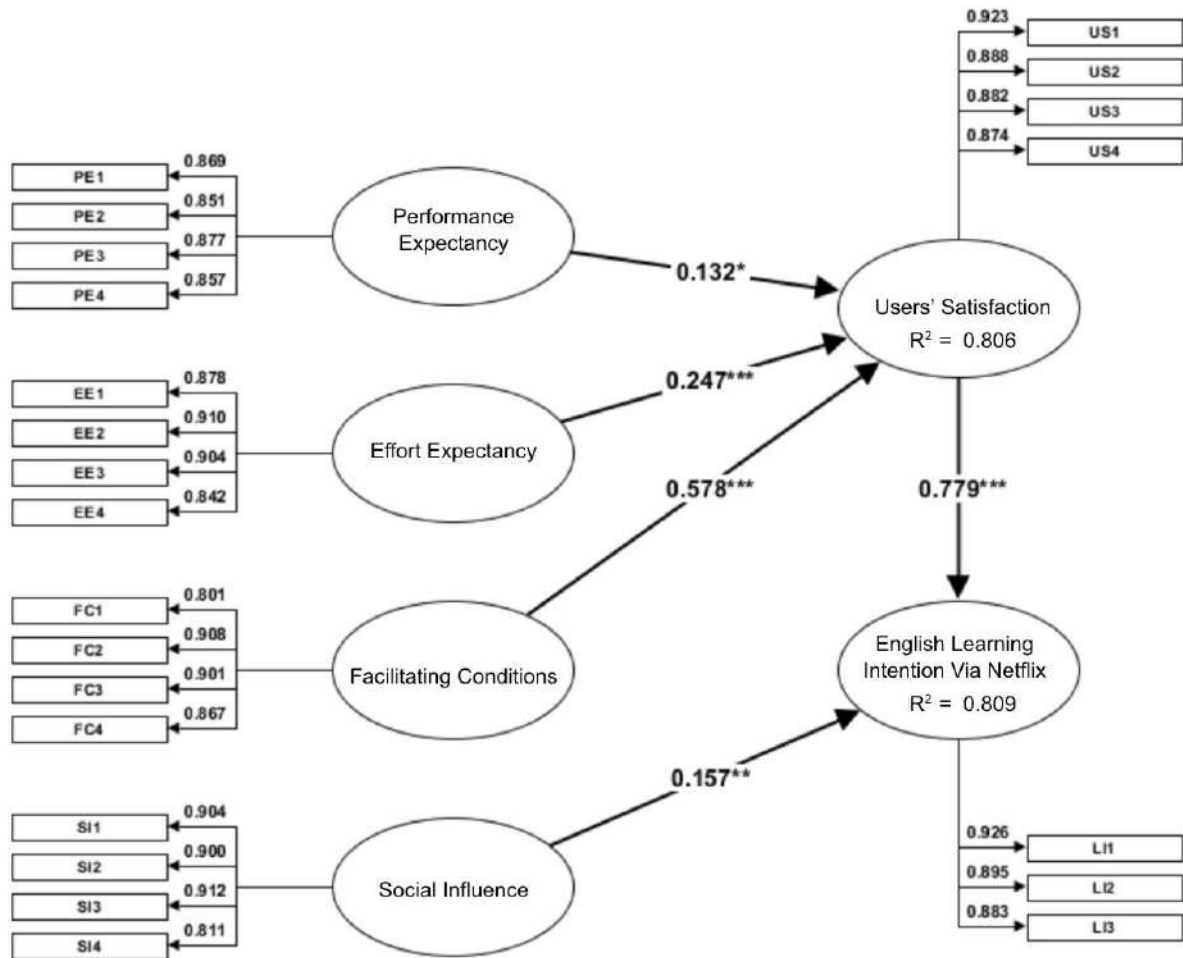 0.923
US1
0.888
US2
0.882
US3
0.874
US4
0.869
PE1
0.851
PE2
0.877
PE3
0.857
PE4
Performance
Expectancy
0.132*
Users' Satisfaction
R² = 0.806
0.878
EE1
0.910
EE2
0.904
EE3
0.842
EE4
Effort Expectancy
0.247***
0.578***
0.779***
0.801
FC1
0.908
FC2
0.901
FC3
0.867
FC4
Facilitating Conditions
English Learning
Intention Via Netflix
R² = 0.809
0.157**
0.904
SI1
0.900
SI2
0.912
SI3
0.811
SI4
Social Influence
0.926
LI1
0.895
LI2
0.883
LI3